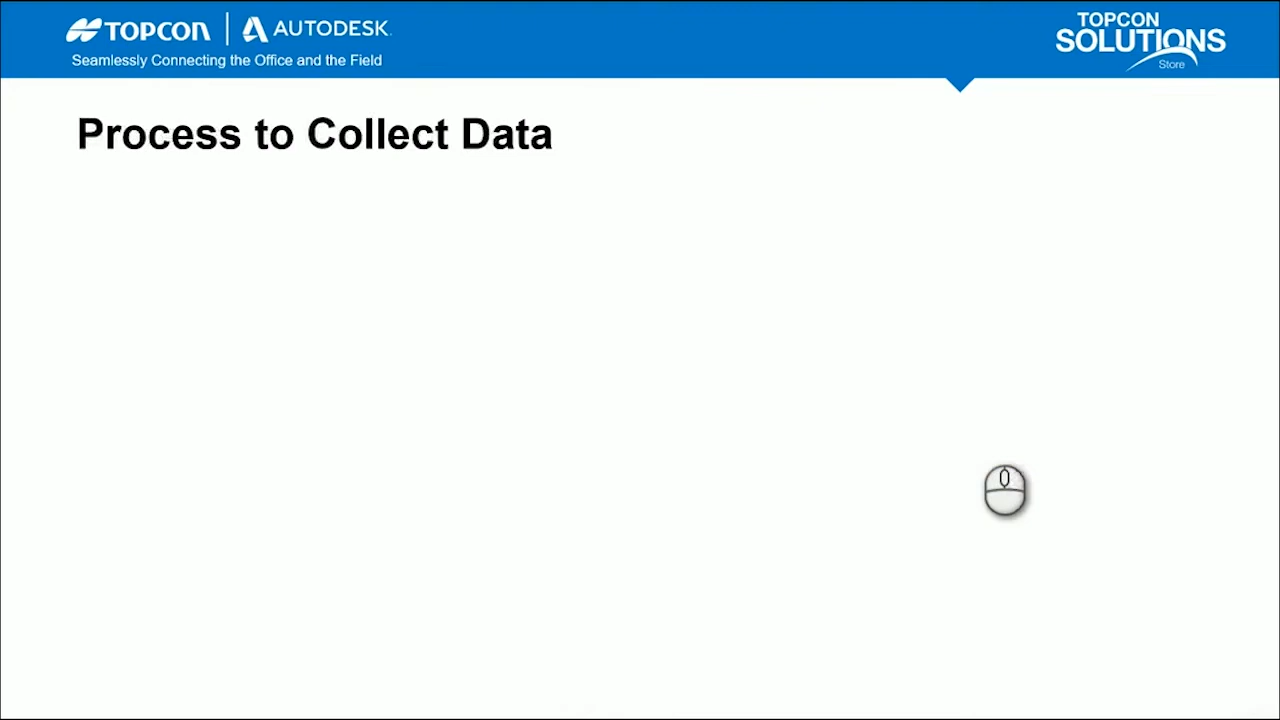 TOPCON | AUTODESK.
Seamlessly Connecting the Office and the Field
TOPCON
SOLUTIONS
Store
Process to Collect Data